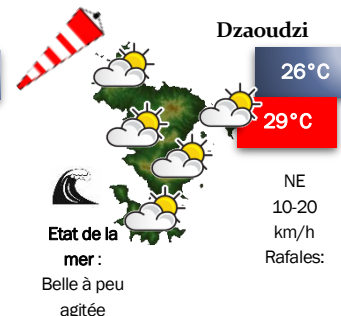 Dzaoudzi
26°C
29°C
NE
10-20
km/h
Rafales:
Etat de la
mer :
Belle à peu
agitée